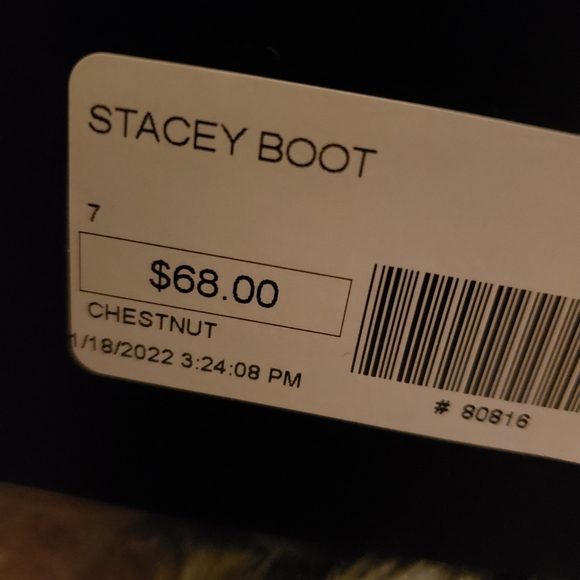 STACEY BOOT
7
$68.00
CHESTNUT
1/18/2022 3:24:08 PM
# 80816